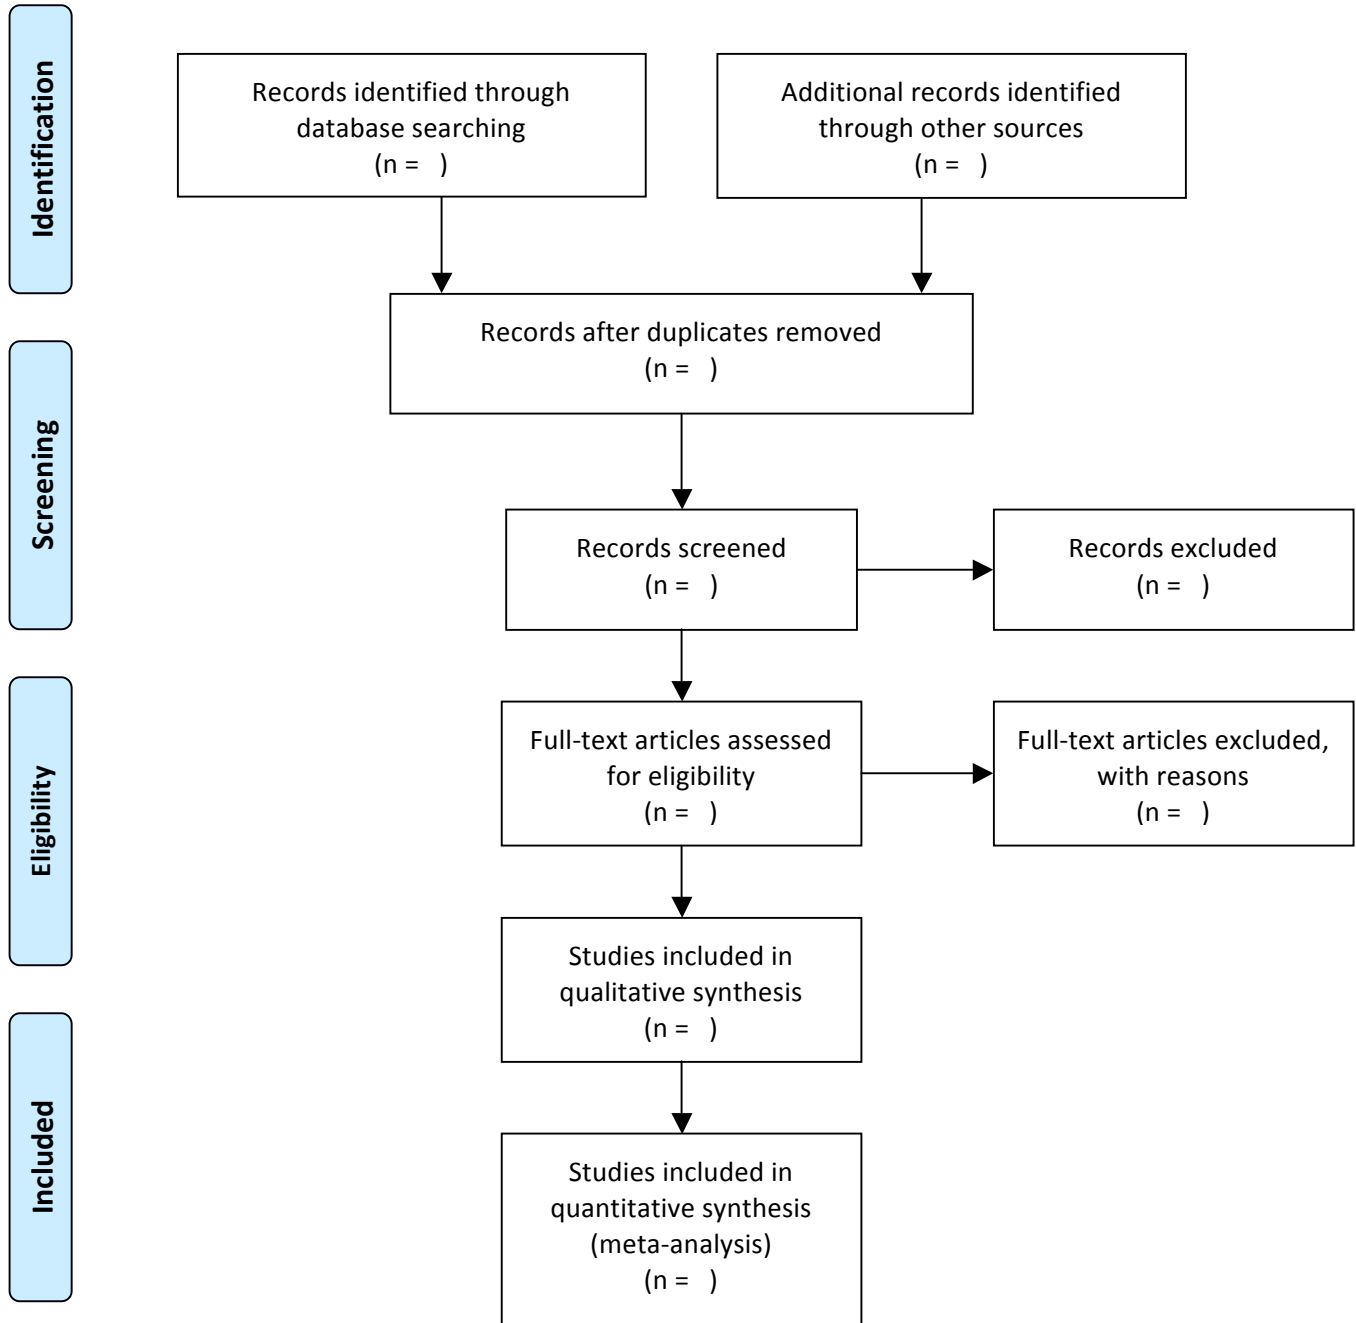 Identification
Records identified through
database searching
(n =   )
Additional records identified
through other sources
(n =   )
Records after duplicates removed
(n =   )
Screening
Records screened
(n =   )
Records excluded
(n =   )
Eligibility
Full-text articles assessed
for eligibility
(n =   )
Full-text articles excluded,
with reasons
(n =   )
Studies included in
qualitative synthesis
(n =   )
Included
Studies included in
quantitative synthesis
(meta-analysis)
(n =   )